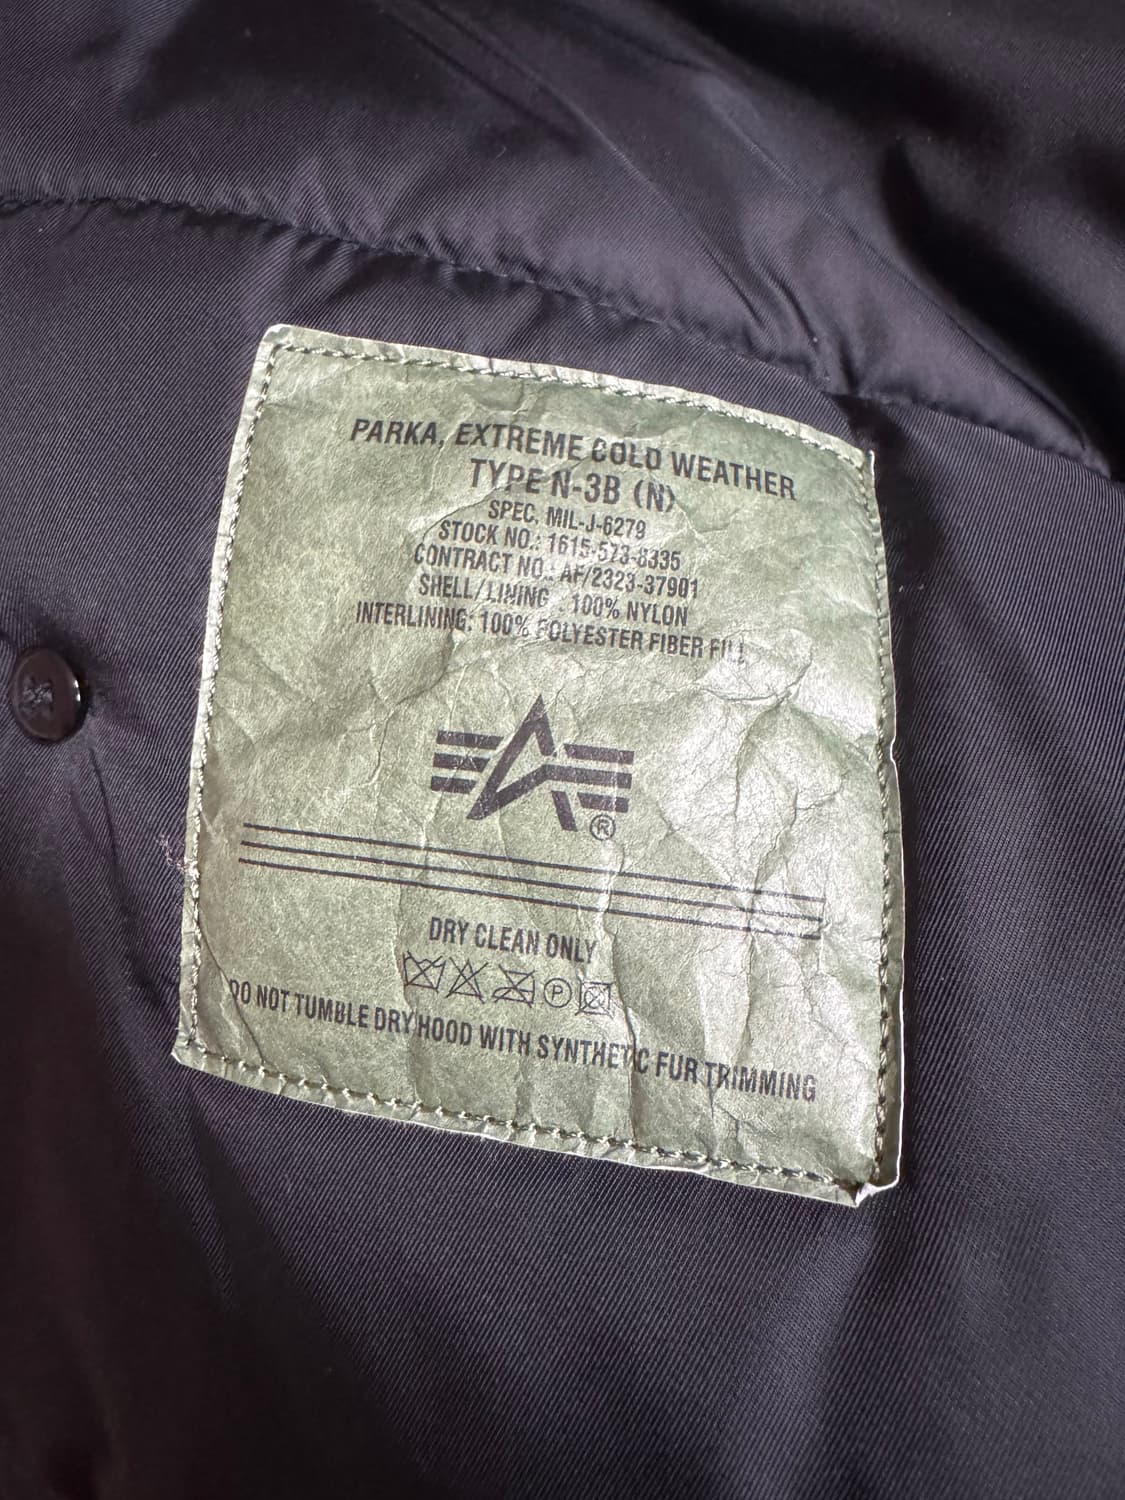 PARKA, EXTREME COLD WEATHER
TYPE N-3B (N)
SPEC. MIL-J-6279
STOCK NO.: 1615-573-8335
CONTRACT NO.: AF/2323-37901
SHELL/LINING : 100% NYLON
INTERLINING: 100% POLYESTER FIBER FILL
®
DRY CLEAN ONLY
P
DO NOT TUMBLE DRY HOOD WITH SYNTHETIC FUR TRIMMING